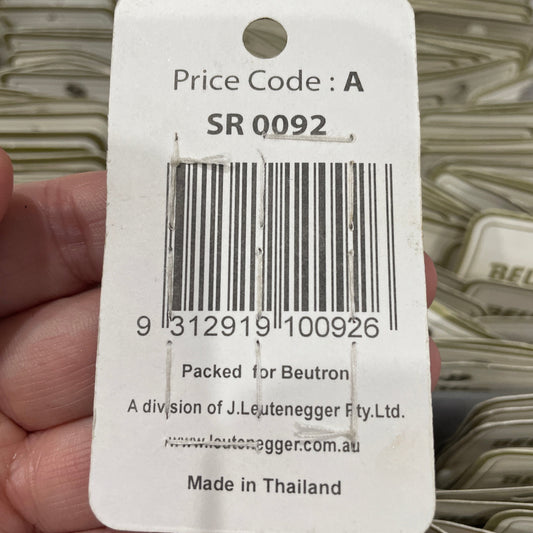 Price Code : A
SR 0092
9 312919 100926
Packed for Beutron
A division of J.Leutenegger Pty.Ltd.
www.leutenegger.com.au
Made in Thailand